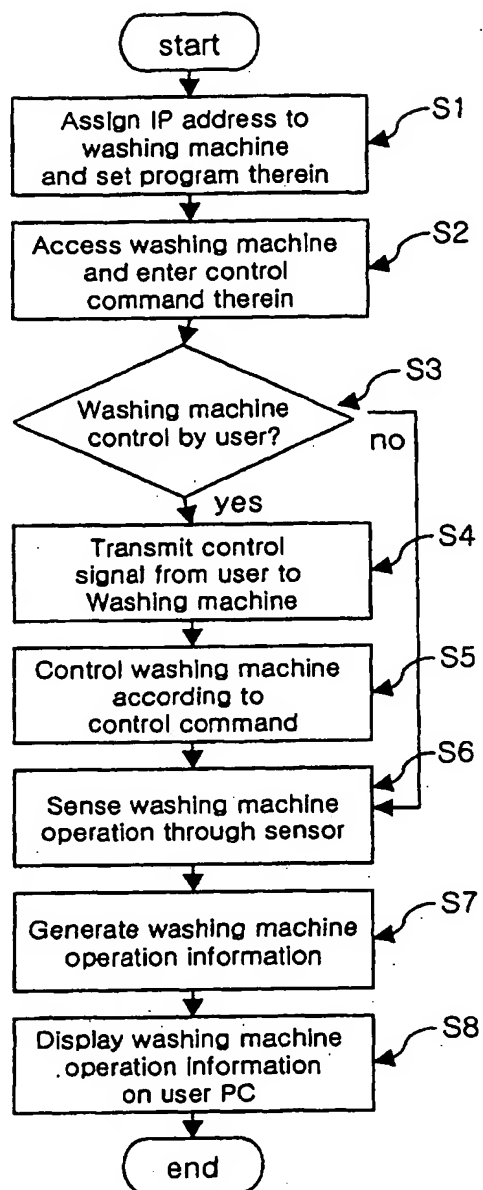 start
Assign IP address to
washing machine
and set program therein
S1
Access washing machine
and enter control
command therein
S2
Washing machine
control by user?
S3
no
yes
Transmit control
signal from user to
Washing machine
S4
Control washing machine
according to
control command
S5
Sense washing machine
operation through sensor
S6
Generate washing machine
operation information
S7
Display washing machine
operation information
on user PC
S8
end